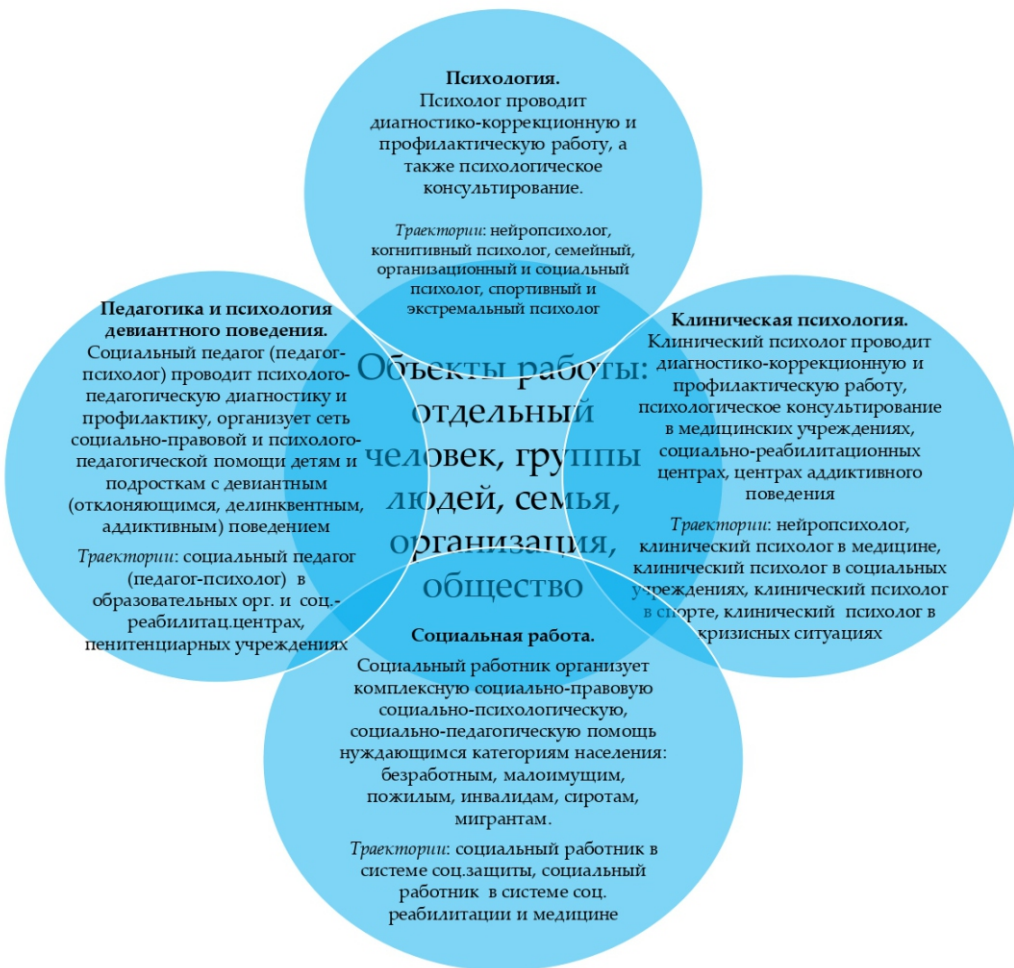 Психология.
Психолог проводит
диагностико-коррекционную и
профилактическую работу, а
также психологическое
консультирование.
Траектории: нейропсихолог,
когнитивный психолог, семейный,
организационный и социальный
психолог, спортивный и
экстремальный психолог
Педагогика и психология
девиантного поведения.
Социальный педагог (педагог-
психолог) проводит психолого-
педагогическую диагностику и
профилактику, организует сеть
социально-правовой и психолого-
педагогической помощи детям и
подросткам с девиантным
(отклоняющимся, делинквентным,
аддиктивным) поведением
Траектории: социальный педагог
(педагог-психолог) в
образовательных орг. и соц.-
реабилитац.центрах,
пенитенциарных учреждениях
Объекты работы:
отдельный
человек, группы
людей, семья,
организация,
общество
Клиническая психология.
Клинический психолог проводит
диагностико-коррекционную и
профилактическую работу,
психологическое консультирование
в медицинских учреждениях,
социально-реабилитационных
центрах, центрах аддиктивного
поведения
Траектории: нейропсихолог,
клинический психолог в медицине,
клинический психолог в социальных
учреждениях, клинический психолог
в спорте, клинический психолог в
кризисных ситуациях
Социальная работа.
Социальный работник организует
комплексную социально-правовую
социально-психологическую,
социально-педагогическую помощь
нуждающимся категориям населения:
безработным, малоимущим,
пожилым, инвалидам, сиротам,
мигрантам.
Траектории: социальный работник в
системе соц.защиты, социальный
работник в системе соц.
реабилитации и медицине